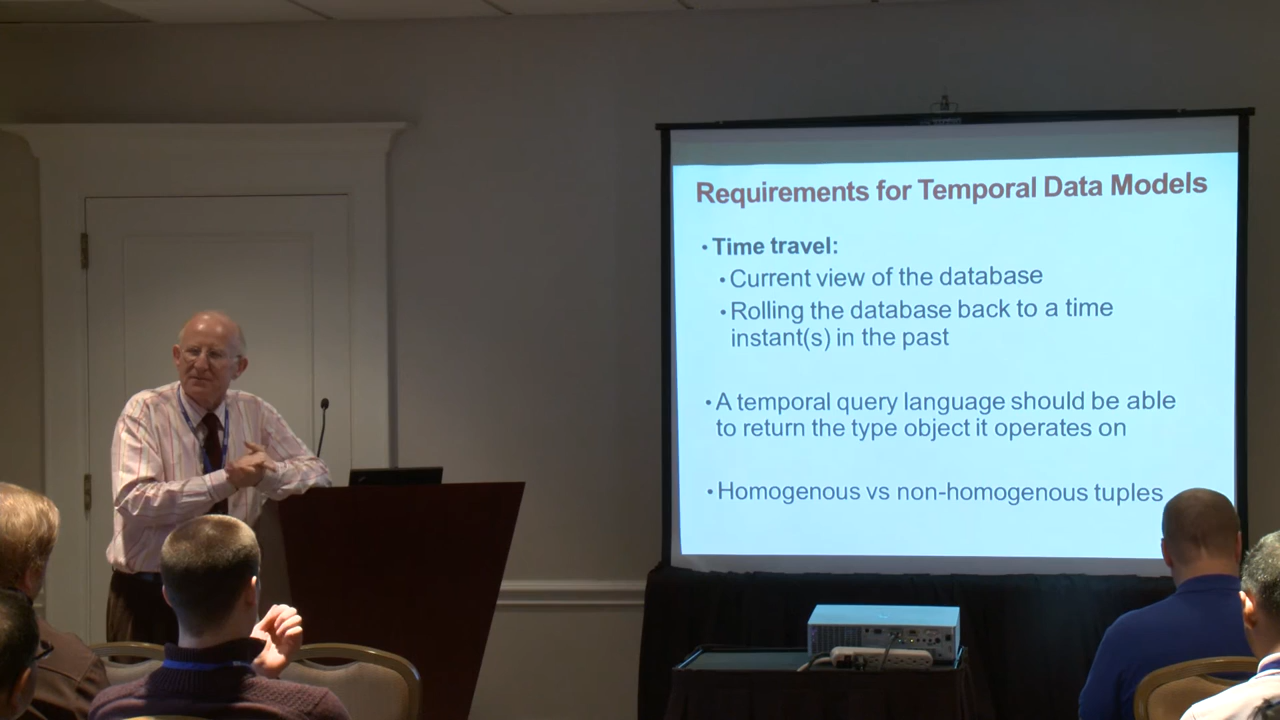 Requirements for Temporal Data Models
• Time travel:
• Current view of the database
• Rolling the database back to a time
instant(s) in the past
• A temporal query language should be able
to return the type object it operates on
• Homogenous vs non-homogenous tuples